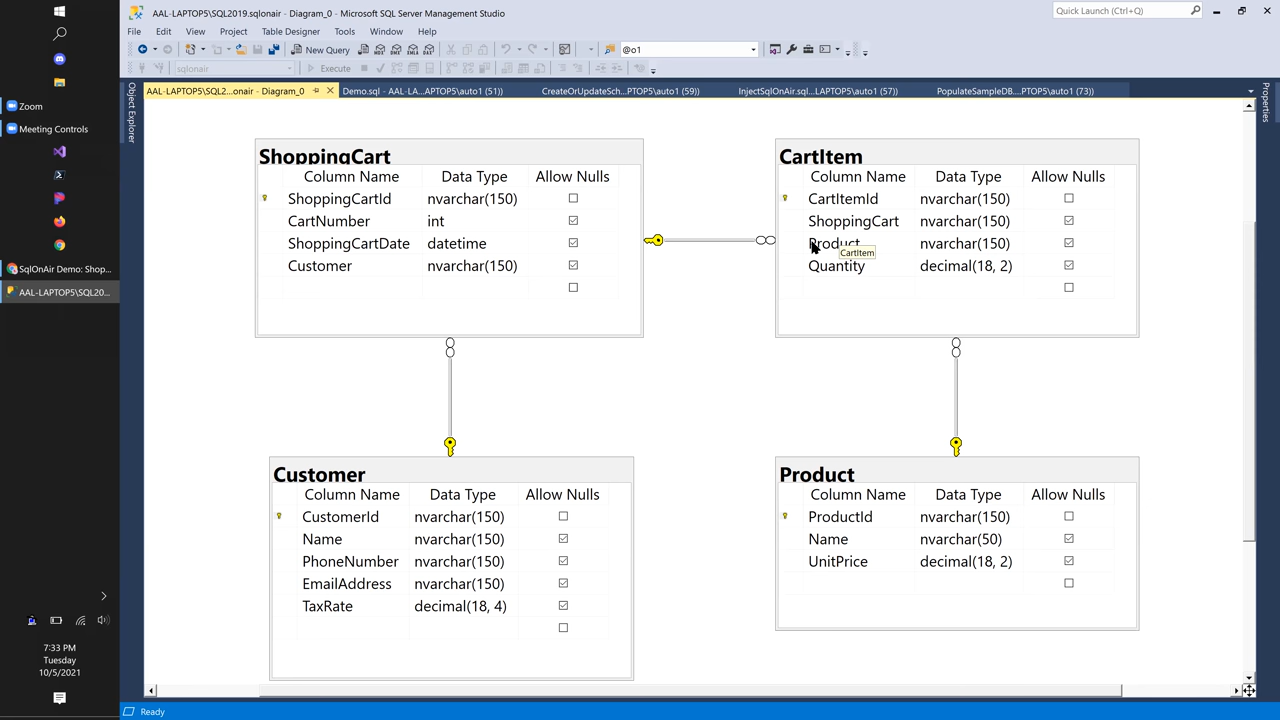 AAL-LAPTOP5\SQL2019.sqlonair - Diagram_0 - Microsoft SQL Server Management Studio
Quick Launch (Ctrl+Q)
File Edit View Project Table Designer Tools Window Help
New Query @o1
MDX DMX XMLA DAX
sqlonair Execute
AAL-LAPTOP5\SQL2...onair - Diagram_0 Demo.sql - AAL-LA...APTOP5\auto1 (51)) CreateOrUpdateSch...PTOP5\auto1 (59)) InjectSqlOnAir.sql...LAPTOP5\auto1 (57)) PopulateSampleDB....PTOP5\auto1 (73))
Object Explorer
Properties
Zoom
Meeting Controls
SqlOnAir Demo: Shop...
AAL-LAPTOP5\SQL20...
7:33 PM
Tuesday
10/5/2021
ShoppingCart
Column Name Data Type Allow Nulls
ShoppingCartId nvarchar(150)
CartNumber int
ShoppingCartDate datetime
Customer nvarchar(150)
CartItem
Column Name Data Type Allow Nulls
CartItemId nvarchar(150)
ShoppingCart nvarchar(150)
Product nvarchar(150)
CartItem
Quantity decimal(18, 2)
Customer
Column Name Data Type Allow Nulls
CustomerId nvarchar(150)
Name nvarchar(150)
PhoneNumber nvarchar(150)
EmailAddress nvarchar(150)
TaxRate decimal(18, 4)
Product
Column Name Data Type Allow Nulls
ProductId nvarchar(150)
Name nvarchar(50)
UnitPrice decimal(18, 2)
Ready